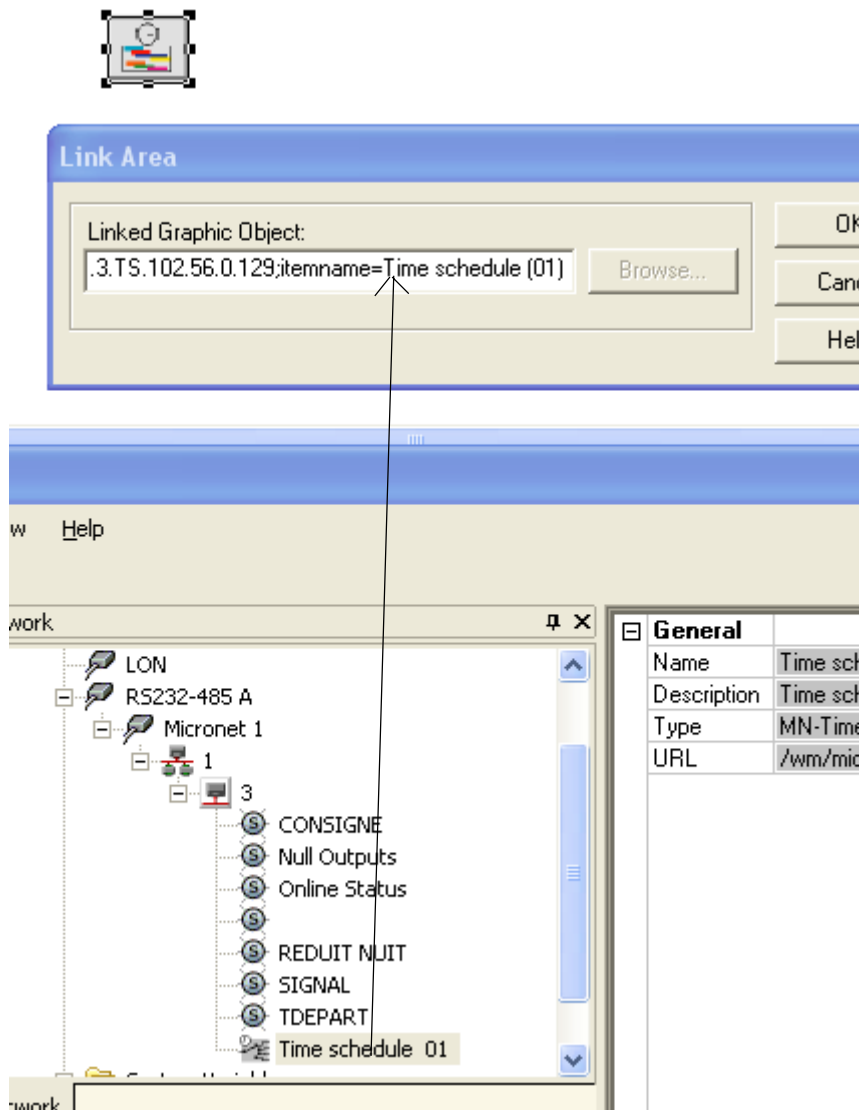 Link Area
Linked Graphic Object:
.3.TS.102.56.0.129;itemname=Time schedule (01)
Browse...
OK
Canc
Hel
w Help
work
LON
RS232-485 A
Micronet 1
1
3
CONSIGNE
Null Outputs
Online Status
REDUIT NUIT
SIGNAL
TDEPART
Time schedule 01
twork
General
Name Time sch
Description Time sch
Type MN-Time
URL /wm/mic